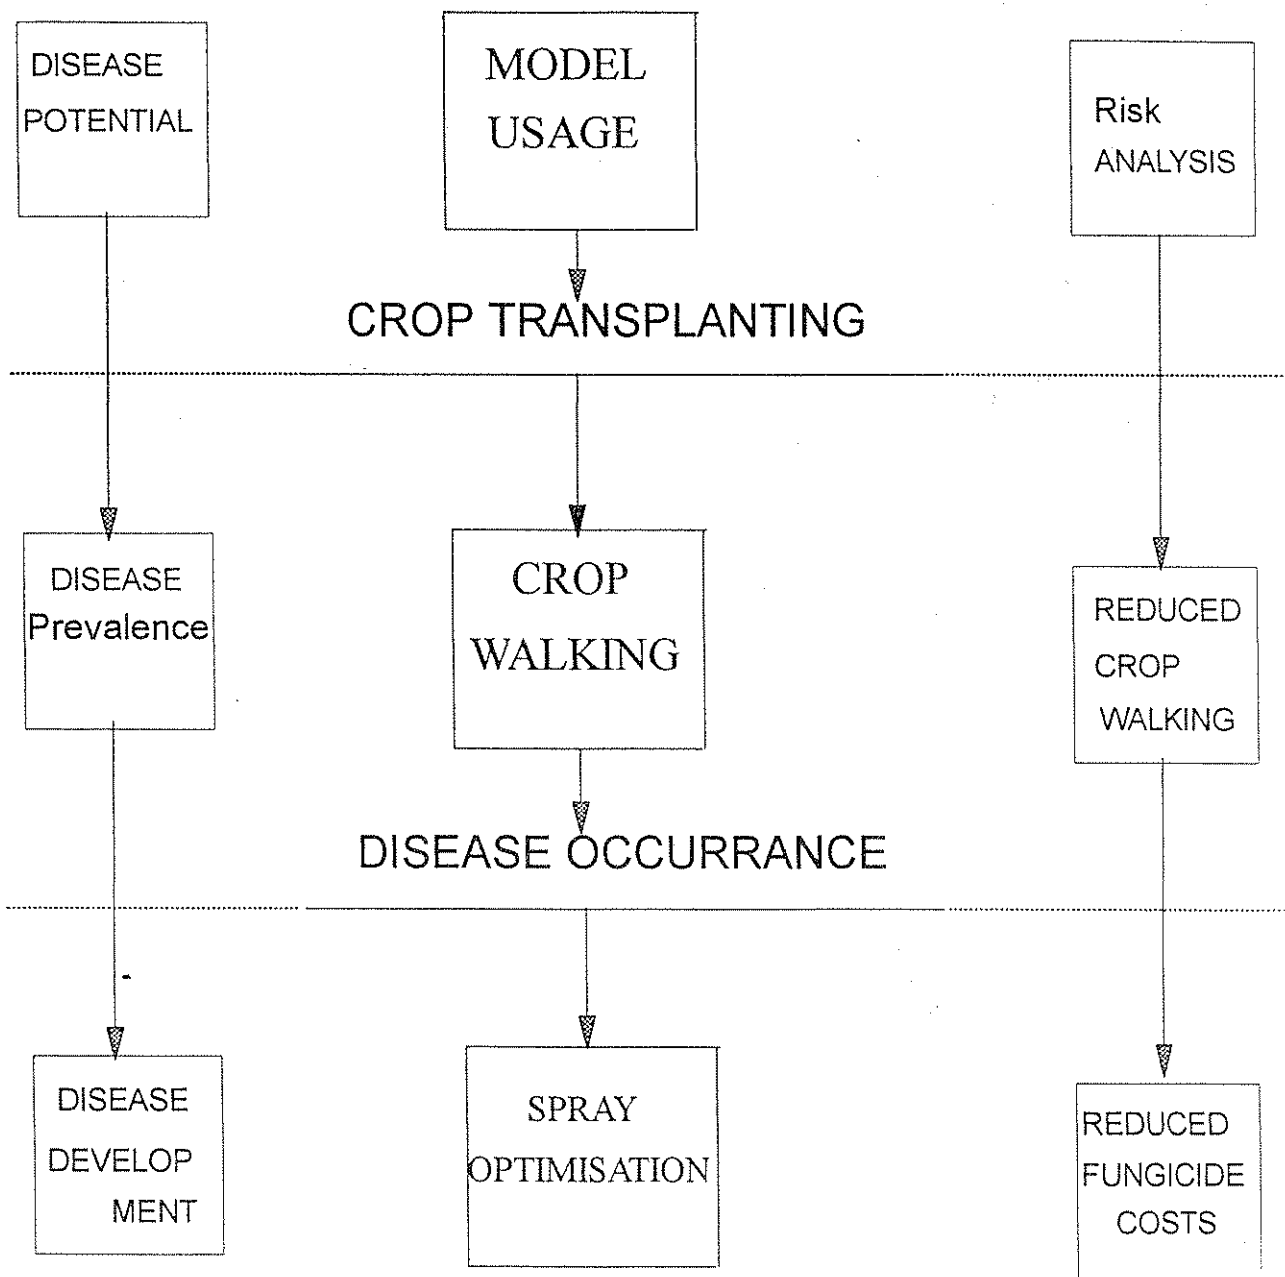 DISEASE
POTENTIAL
MODEL
USAGE
Risk
ANALYSIS
CROP TRANSPLANTING
DISEASE
Prevalence
CROP
WALKING
REDUCED
CROP
WALKING
DISEASE OCCURRANCE
DISEASE
DEVELOP
MENT
SPRAY
OPTIMISATION
REDUCED
FUNGICIDE
COSTS